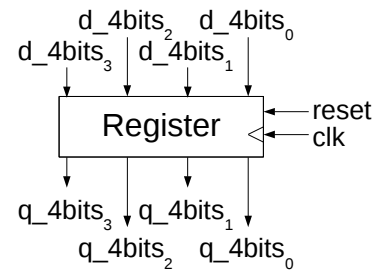 d_4bits2 d_4bits0
d_4bits3 d_4bits1
Register
reset
clk
q_4bits3 q_4bits1
q_4bits2 q_4bits0